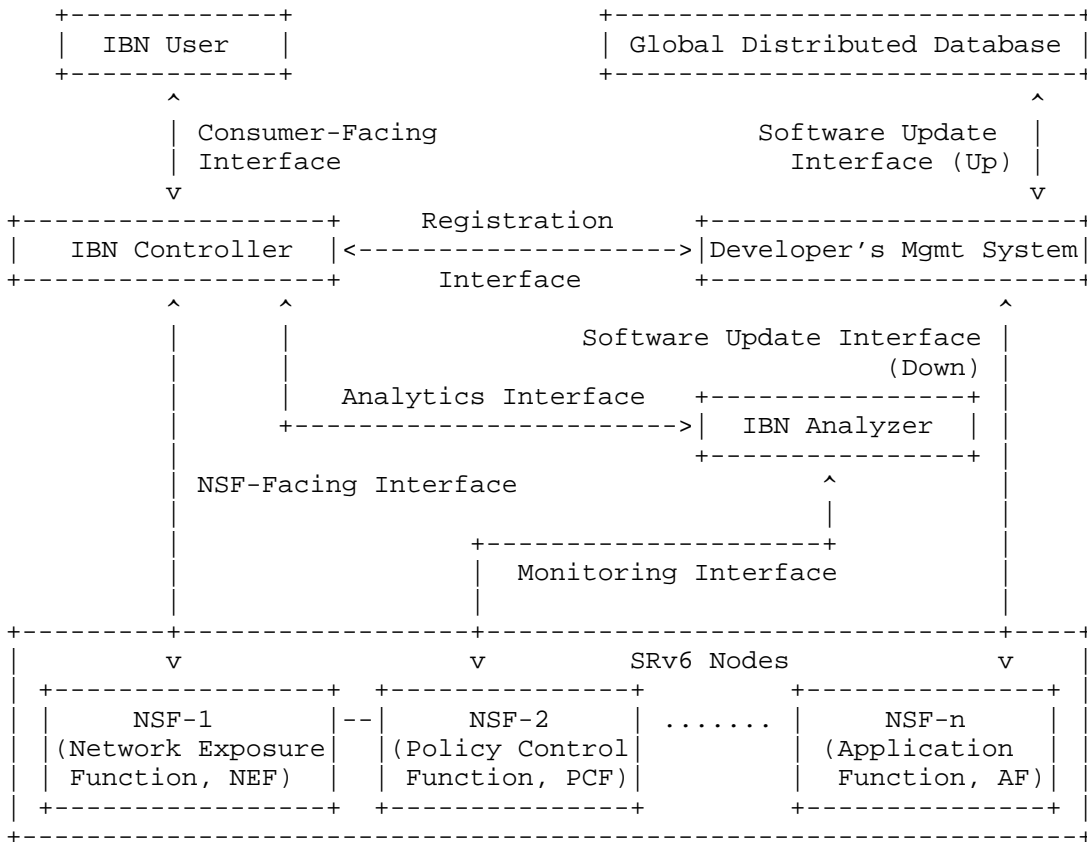 IBN User
Global Distributed Database
Consumer-Facing
Interface
Software Update
Interface (Up)
IBN Controller
Registration
Interface
Developer's Mgmt System
Software Update Interface
(Down)
Analytics Interface
IBN Analyzer
NSF-Facing Interface
Monitoring Interface
SRv6 Nodes
NSF-1
(Network Exposure
Function, NEF)
NSF-2
(Policy Control
Function, PCF)
.......
NSF-n
(Application
Function, AF)